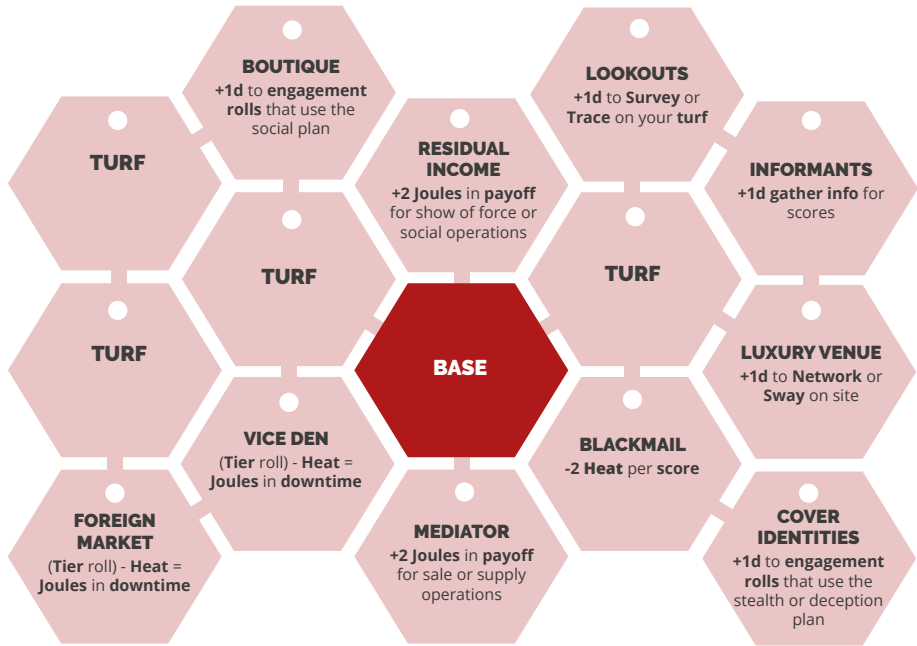 BOUTIQUE
+1d to engagement
rolls that use the
social plan
LOOKOUTS
+1d to Survey or
Trace on your turf
TURF
RESIDUAL
INCOME
+2 Joules in payoff
for show of force or
social operations
INFORMANTS
+1d gather info for
scores
TURF
TURF
TURF
BASE
LUXURY VENUE
+1d to Network or
Sway on site
VICE DEN
(Tier roll) - Heat =
Joules in downtime
BLACKMAIL
-2 Heat per score
FOREIGN
MARKET
(Tier roll) - Heat =
Joules in downtime
MEDIATOR
+2 Joules in payoff
for sale or supply
operations
COVER
IDENTITIES
+1d to engagement
rolls that use the
stealth or deception
plan